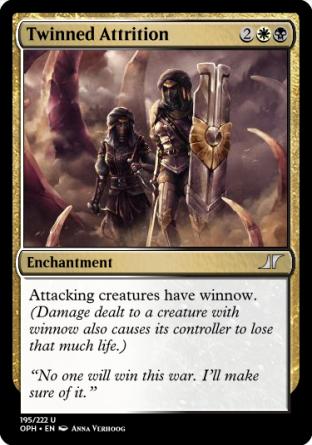 Twinned Attrition 2
Enchantment
Attacking creatures have winnow.
(Damage dealt to a creature with
winnow also causes its controller to lose
that much life.)
"No one will win this war. I'll make
sure of it."
195/222 U
OPH • EN Anna Verhoog